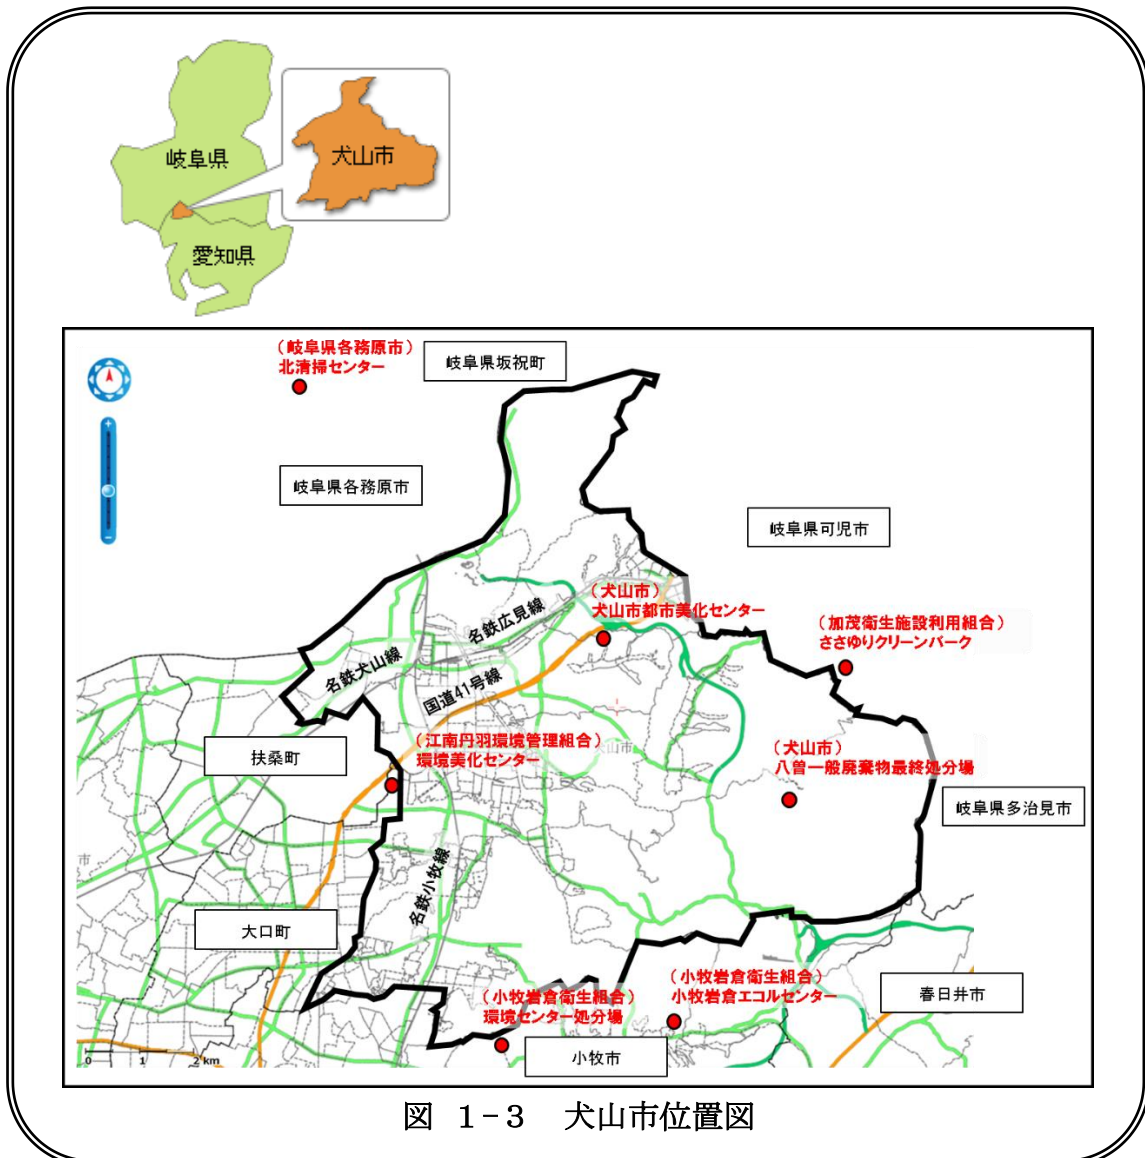 岐阜県
犬山市
愛知県
(岐阜県各務原市)
北清掃センター
岐阜県坂祝町
岐阜県各務原市
岐阜県可児市
(犬山市)
犬山市都市美化センター
(加茂衛生施設利用組合)
ささゆりクリーンパーク
名鉄広見線
名鉄犬山線
国道41号線
(江南丹羽環境管理組合)
環境美化センター
扶桑町
犬山市
(犬山市)
八曽一般廃棄物最終処分場
岐阜県多治見市
市
名鉄小牧線
大口町
(小牧岩倉衛生組合)
小牧岩倉エコルセンター
(小牧岩倉衛生組合)
環境センター処分場
春日井市
小牧市
0 1 2 km
図 1-3 犬山市位置図